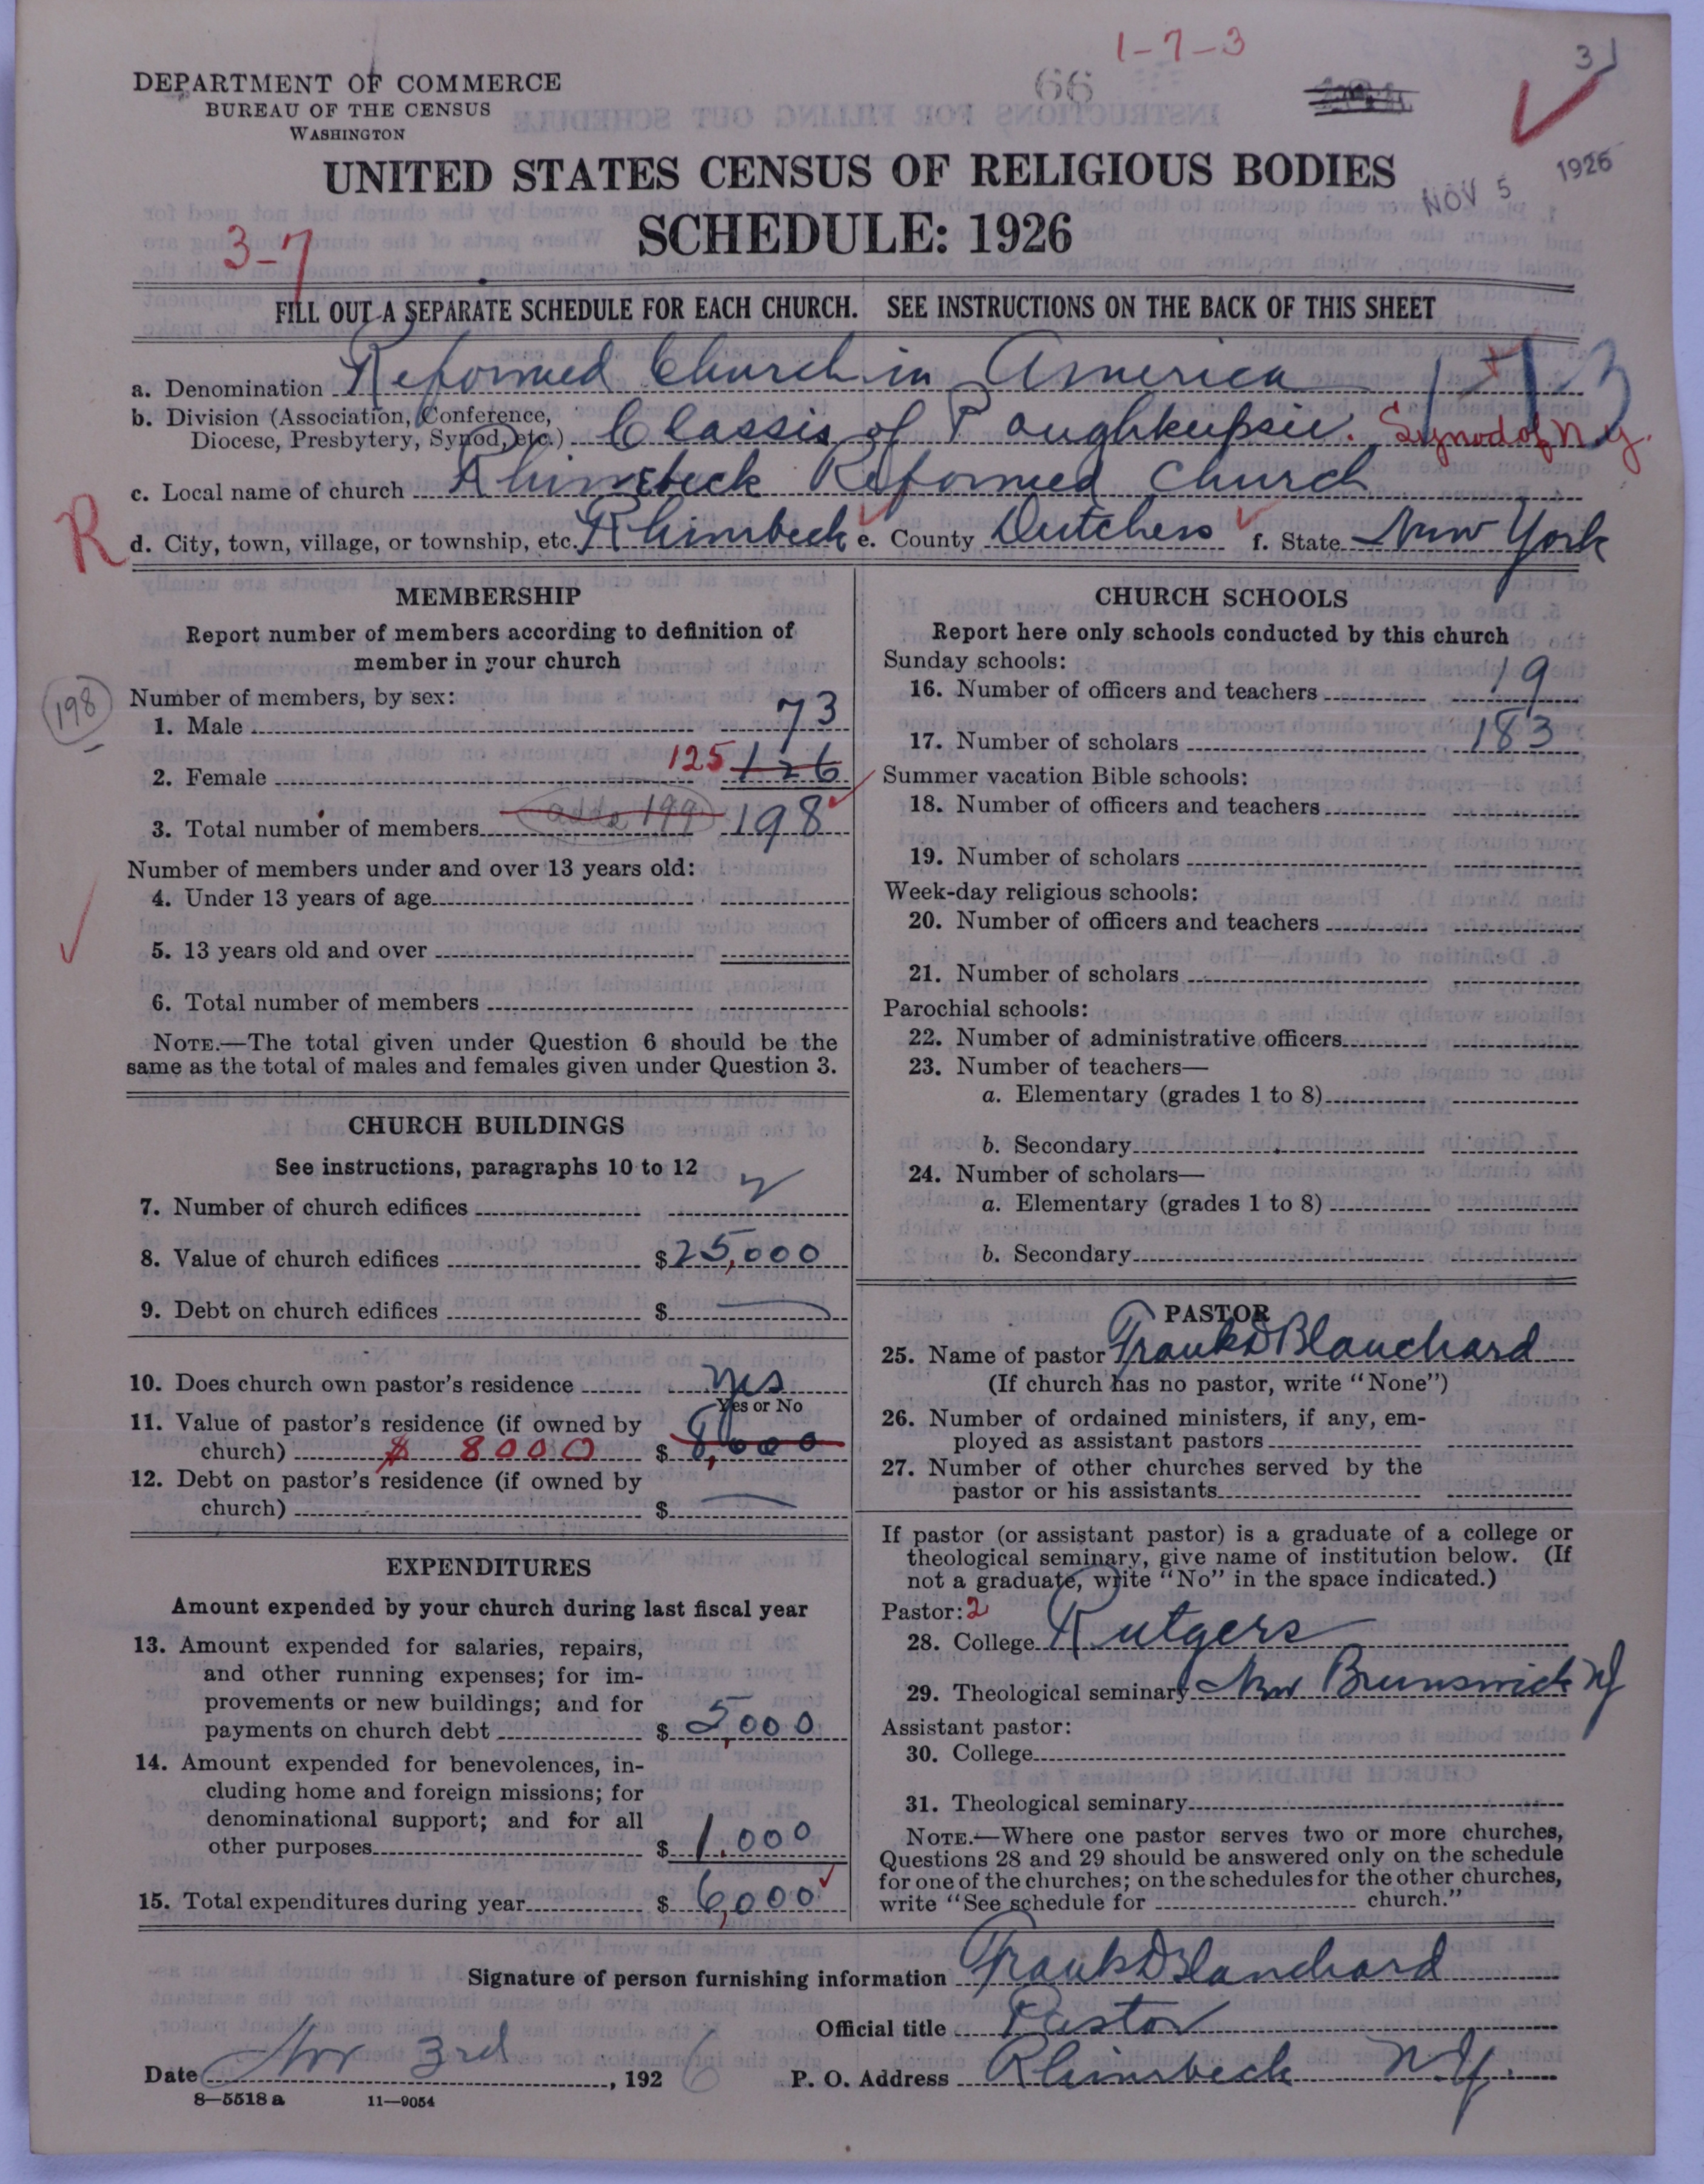 1-7-3
31
DEPARTMENT OF COMMERCE
BUREAU OF THE CENSUS
WASHINGTON
66
UNITED STATES CENSUS OF RELIGIOUS BODIES
NOV 5 1926
SCHEDULE: 1926
3-7
FILL OUT A SEPARATE SCHEDULE FOR EACH CHURCH. SEE INSTRUCTIONS ON THE BACK OF THIS SHEET
a. Denomination Reformed Church in America
b. Division (Association, Conference,
Diocese, Presbytery, Synod, etc.) Classis of Poughkeepsie. Synod of N.Y.
c. Local name of church Rhinebeck Reformed Church
R
d. City, town, village, or township, etc. Rhinebeck e. County Dutchess f. State New York
MEMBERSHIP
Report number of members according to definition of
member in your church
198
Number of members, by sex:
1. Male 73
2. Female 125 126
3. Total number of members adds 199 198
Number of members under and over 13 years old:
4. Under 13 years of age
5. 13 years old and over
6. Total number of members
NOTE.—The total given under Question 6 should be the
same as the total of males and females given under Question 3.
CHURCH BUILDINGS
See instructions, paragraphs 10 to 12
7. Number of church edifices 2
8. Value of church edifices $25,000
9. Debt on church edifices $ —
10. Does church own pastor's residence yes
Yes or No
11. Value of pastor's residence (if owned by
church) $ 8000 $ 8,000
12. Debt on pastor's residence (if owned by
church) $ —
EXPENDITURES
Amount expended by your church during last fiscal year
13. Amount expended for salaries, repairs,
and other running expenses; for im-
provements or new buildings; and for
payments on church debt $ 5,000
14. Amount expended for benevolences, in-
cluding home and foreign missions; for
denominational support; and for all
other purposes $ 1,000
15. Total expenditures during year $ 6,000
CHURCH SCHOOLS
Report here only schools conducted by this church
Sunday schools:
16. Number of officers and teachers 19
17. Number of scholars 183
Summer vacation Bible schools:
18. Number of officers and teachers
19. Number of scholars
Week-day religious schools:
20. Number of officers and teachers
21. Number of scholars
Parochial schools:
22. Number of administrative officers
23. Number of teachers—
a. Elementary (grades 1 to 8)
b. Secondary
24. Number of scholars—
a. Elementary (grades 1 to 8)
b. Secondary
PASTOR
25. Name of pastor Frank D Blanchard
(If church has no pastor, write "None")
26. Number of ordained ministers, if any, em-
ployed as assistant pastors
27. Number of other churches served by the
pastor or his assistants
If pastor (or assistant pastor) is a graduate of a college or
theological seminary, give name of institution below. (If
not a graduate, write "No" in the space indicated.)
Pastor: 2
28. College Rutgers
29. Theological seminary New Brunswick NJ
Assistant pastor:
30. College
31. Theological seminary
NOTE.—Where one pastor serves two or more churches,
Questions 28 and 29 should be answered only on the schedule
for one of the churches; on the schedules for the other churches,
write "See schedule for church."
Signature of person furnishing information Frank D Blanchard
Official title Pastor
Date Nov 3rd, 1926 P. O. Address Rhinebeck N.Y.
8—5518 a 11—9054